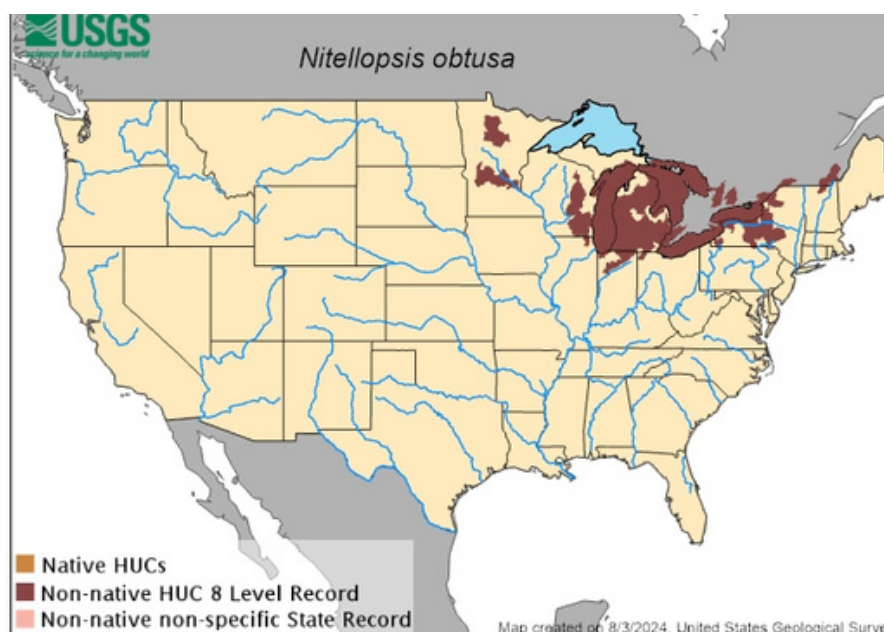 USGS
science for a changing world
Nitellopsis obtusa
Native HUCs
Non-native HUC 8 Level Record
Non-native non-specific State Record
Map created on 8/3/2024. United States Geological Surve